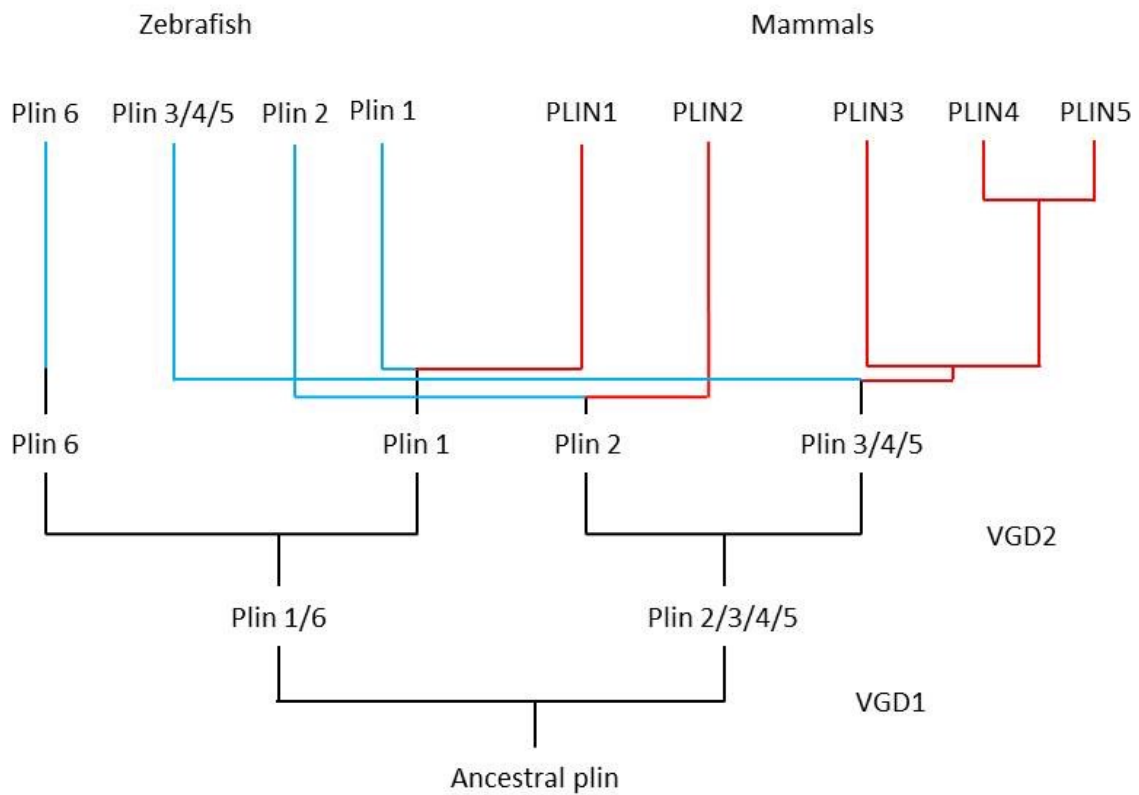 Zebrafish Mammals
Plin 6 Plin 3/4/5 Plin 2 Plin 1 PLIN1 PLIN2 PLIN3 PLIN4 PLIN5
Plin 6 Plin 1 Plin 2 Plin 3/4/5
VGD2
Plin 1/6 Plin 2/3/4/5
VGD1
Ancestral plin